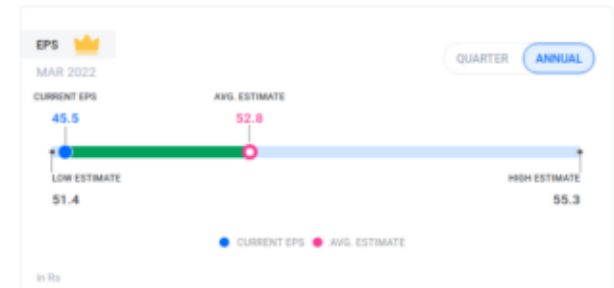 EPS
QUARTER ANNUAL
MAR 2022
CURRENT EPS AVG. ESTIMATE
45.5 52.8
LOW ESTIMATE HIGH ESTIMATE
51.4 55.3
CURRENT EPS AVG. ESTIMATE
in Rs